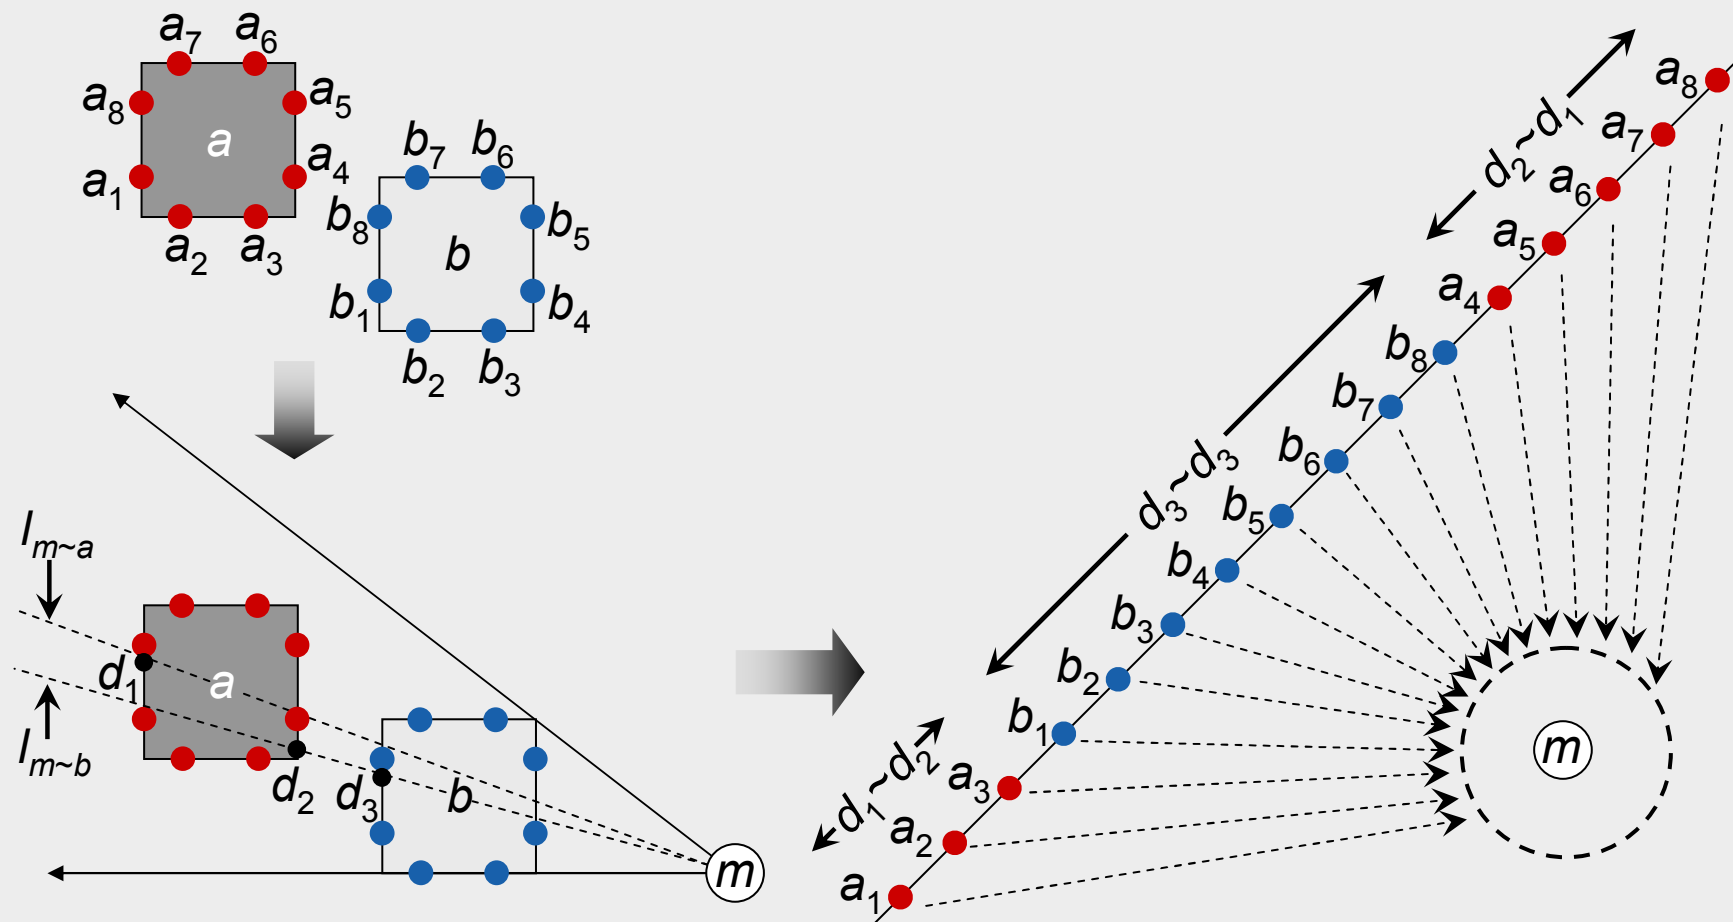 a7 a6
a8 a5
a
a1 a4
a2 a3
b7 b6
b8 b5
b
b1 b4
b2 b3
lm~a
lm~b
d1
a
d2
d3
b
m
a8
a7
a6
a5
a4
b8
b7
b6
b5
b4
b3
b2
b1
a3
a2
a1
d2~d1
d3~d3
d1~d2
m